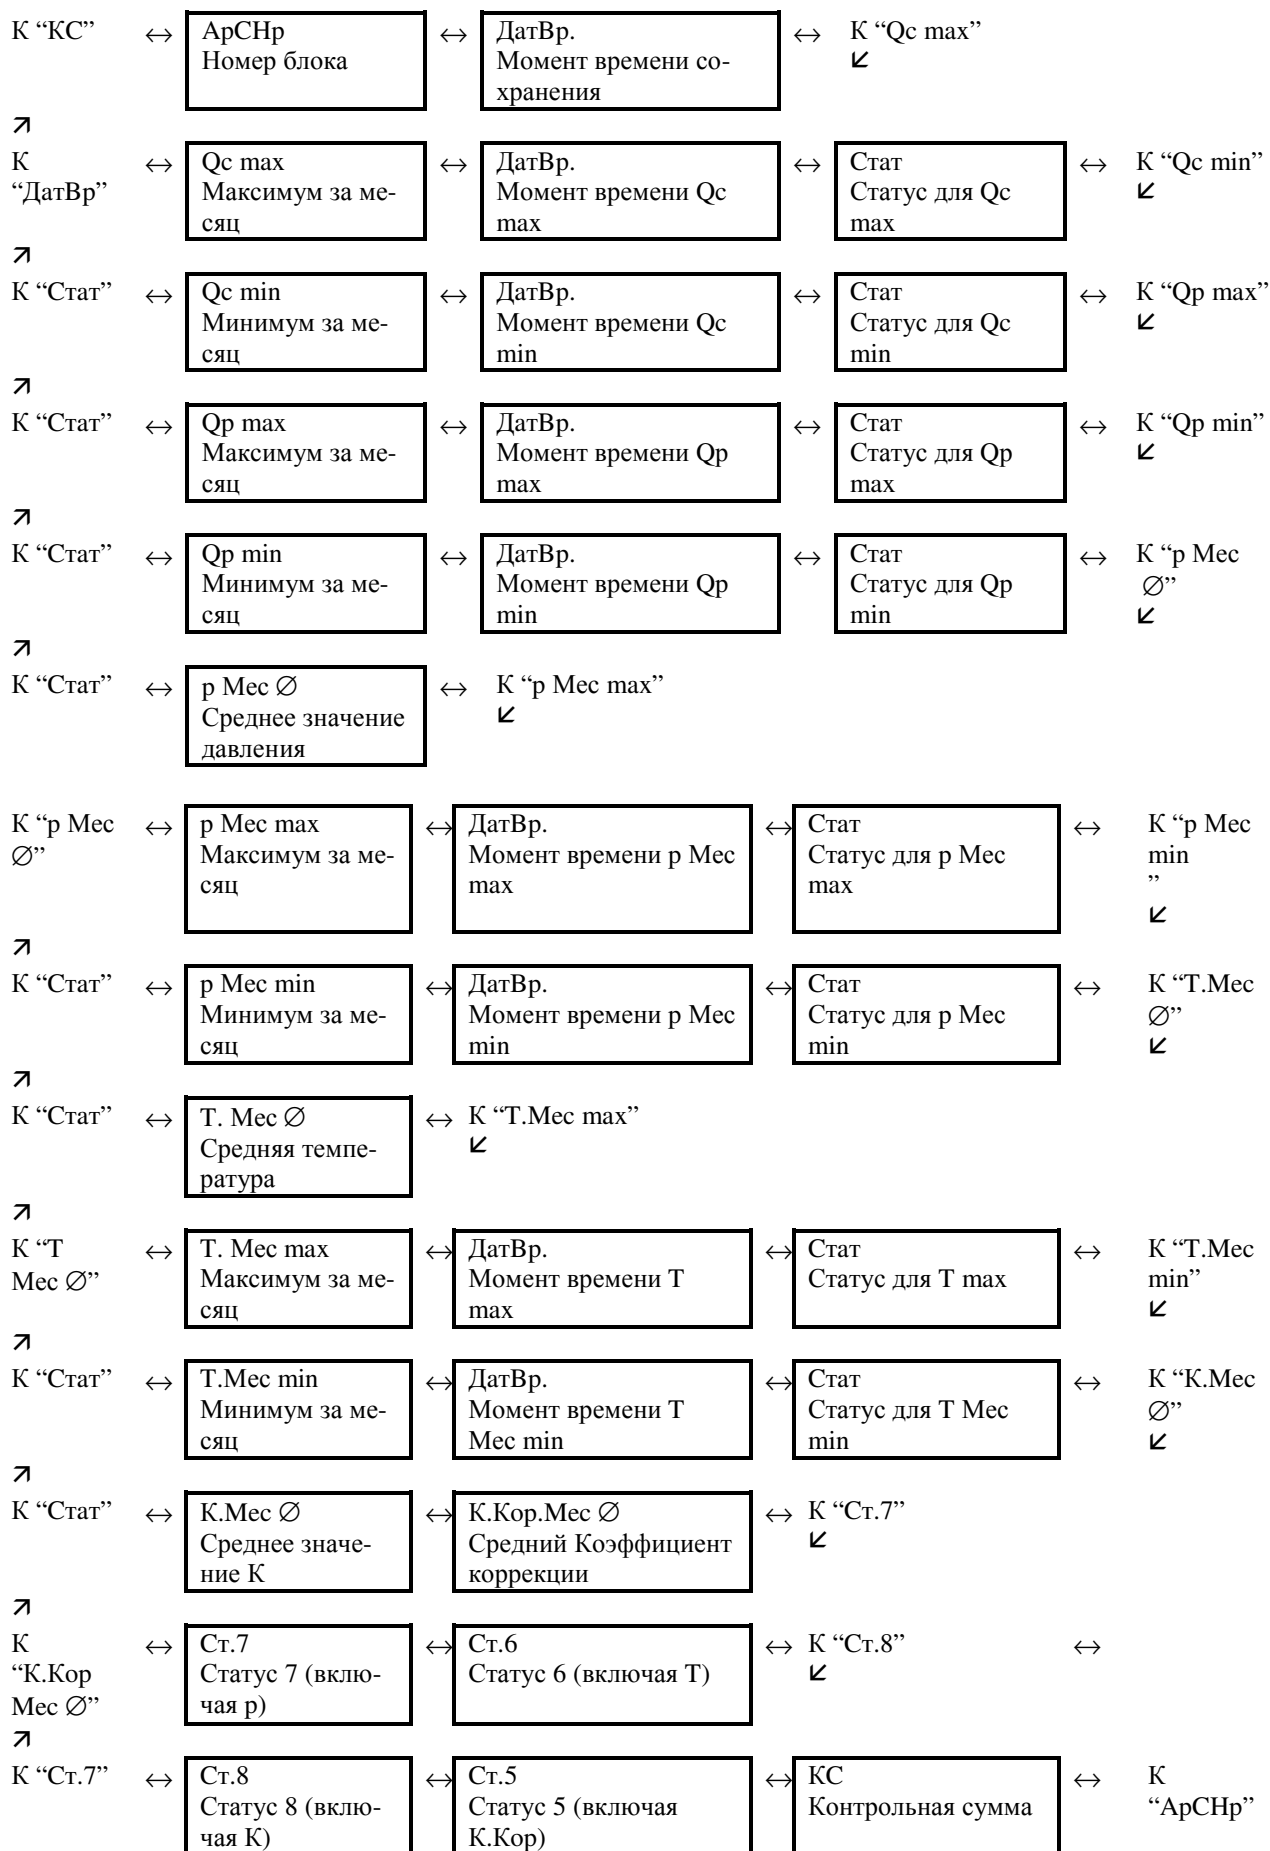 К “КС” ↔ АрСНр ↔ ДатВр. ↔ К “Qc max”
Номер блока Момент времени со- ↙
хранения
↗
К ↔ Qc max ↔ ДатВр. ↔ Стат ↔ К “Qc min”
“ДатВр” Максимум за ме- Момент времени Qc Статус для Qc ↙
сяц max max
↗
К “Стат” ↔ Qc min ↔ ДатВр. ↔ Стат ↔ К “Qp max”
Минимум за ме- Момент времени Qc Статус для Qc ↙
сяц min min
↗
К “Стат” ↔ Qp max ↔ ДатВр. ↔ Стат ↔ К “Qp min”
Максимум за ме- Момент времени Qp Статус для Qp ↙
сяц max max
↗
К “Стат” ↔ Qp min ↔ ДатВр. ↔ Стат ↔ К “p Мес
Минимум за ме- Момент времени Qp Статус для Qp ∅”
сяц min min ↙
↗
К “Стат” ↔ p Мес ∅ ↔ К “p Мес max”
Среднее значение ↙
давления
К “p Мес ↔ p Мес max ↔ ДатВр. ↔ Стат ↔ К “p Мес
∅” Максимум за ме- Момент времени p Мес Статус для p Мес min
сяц max max ”
↙
↗
К “Стат” ↔ p Мес min ↔ ДатВр. ↔ Стат ↔ К “Т.Мес
Минимум за ме- Момент времени p Мес Статус для p Мес ∅”
сяц min min ↙
↗
К “Стат” ↔ Т. Мес ∅ ↔ К “Т.Мес max”
Средняя темпе- ↙
ратура
↗
К “Т ↔ Т. Мес max ↔ ДатВр. ↔ Стат ↔ К “Т.Мес
Мес ∅” Максимум за ме- Момент времени Т Статус для Т max min”
сяц max ↙
↗
К “Стат” ↔ Т.Мес min ↔ ДатВр. ↔ Стат ↔ К “К.Мес
Минимум за ме- Момент времени Т Статус для Т Мес ∅”
сяц Мес min min ↙
↗
К “Стат” ↔ К.Мес ∅ ↔ К.Кор.Мес ∅ ↔ К “Ст.7”
Среднее значе- Средний Коэффициент ↙
ние К коррекции
↗
К ↔ Ст.7 ↔ Ст.6 ↔ К “Ст.8” ↔
“К.Кор Статус 7 (вклю- Статус 6 (включая Т) ↙
Мес ∅” чая p)
↗
К “Ст.7” ↔ Ст.8 ↔ Ст.5 ↔ КС ↔ К
Статус 8 (вклю- Статус 5 (включая Контрольная сумма “АрСНр”
чая К) К.Кор)